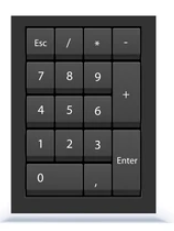 Esc / * -
7 8 9 +
4 5 6
1 2 3 Enter
0 ,